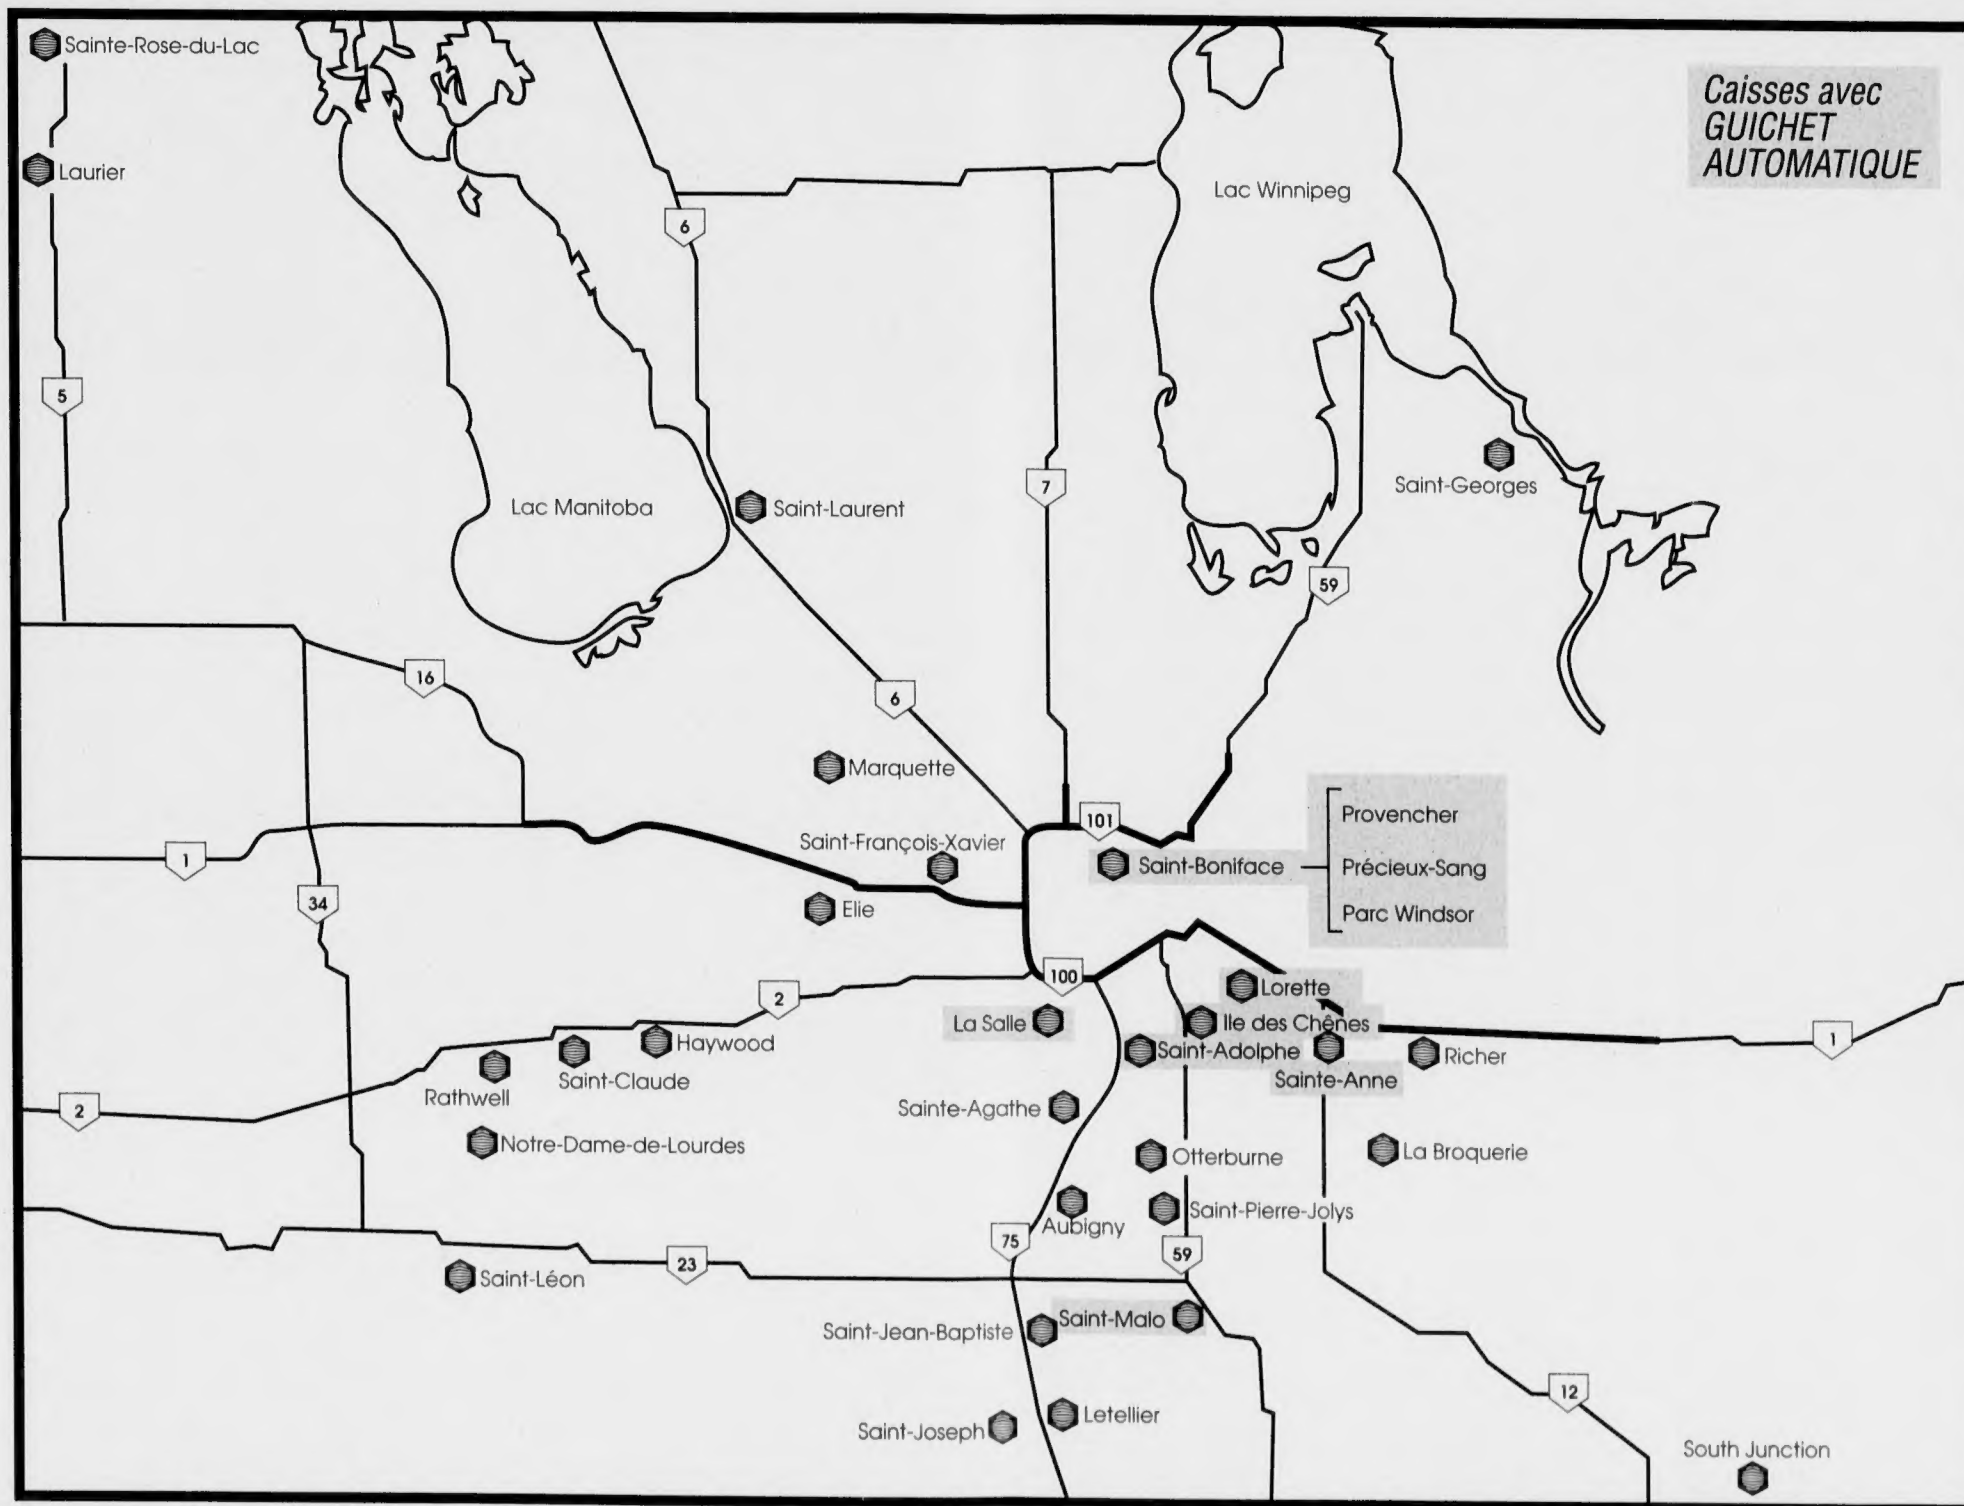 Sainte-Rose-du-Lac
Caisses avec
GUICHET
AUTOMATIQUE
Laurier
Lac Winnipeg
6
5
7
Saint-Georges
Lac Manitoba
Saint-Laurent
59
16
6
Marquette
101
Provencher
Saint-François-Xavier
1
Saint-Boniface
Précieux-Sang
34
Elie
Parc Windsor
100
2
Lorette
La Salle
Ile des Chênes
Haywood
Saint-Adolphe
1
Richer
Saint-Claude
Sainte-Anne
Rathwell
2
Sainte-Agathe
Notre-Dame-de-Lourdes
Otterburne
La Broquerie
Saint-Pierre-Jolys
Aubigny
75
59
23
Saint-Léon
Saint-Malo
Saint-Jean-Baptiste
12
Letellier
Saint-Joseph
South Junction